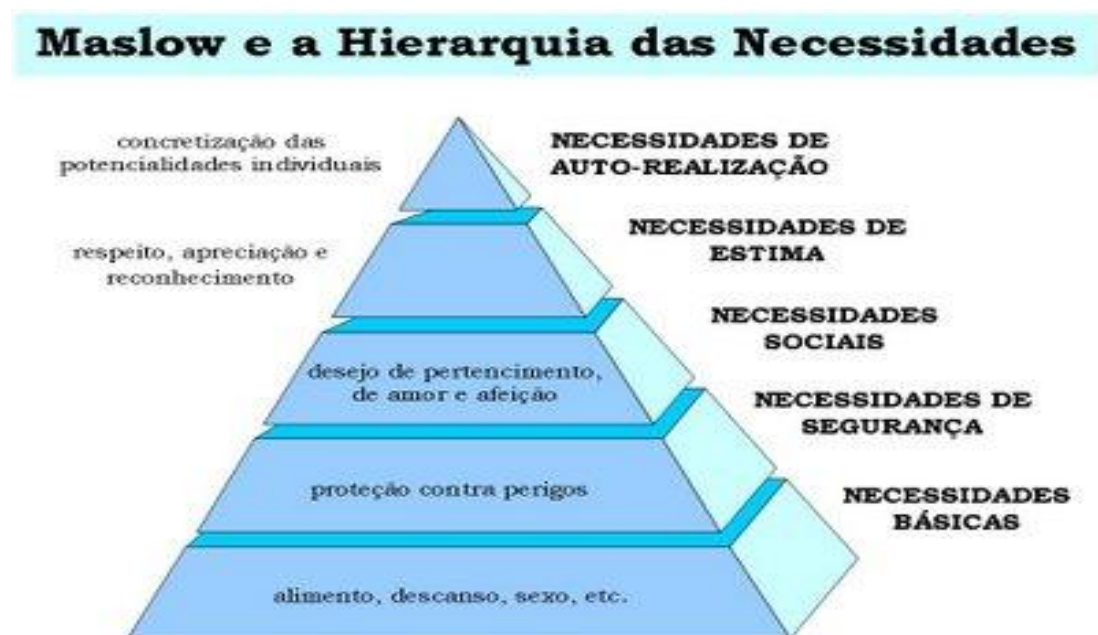 Maslow e a Hierarquia das Necessidades
concretização das
potencialidades individuais
NECESSIDADES DE
AUTO-REALIZAÇÃO
respeito, apreciação e
reconhecimento
NECESSIDADES DE
ESTIMA
desejo de pertencimento,
de amor e afeição
NECESSIDADES
SOCIAIS
proteção contra perigos
NECESSIDADES DE
SEGURANÇA
alimento, descanso, sexo, etc.
NECESSIDADES
BÁSICAS